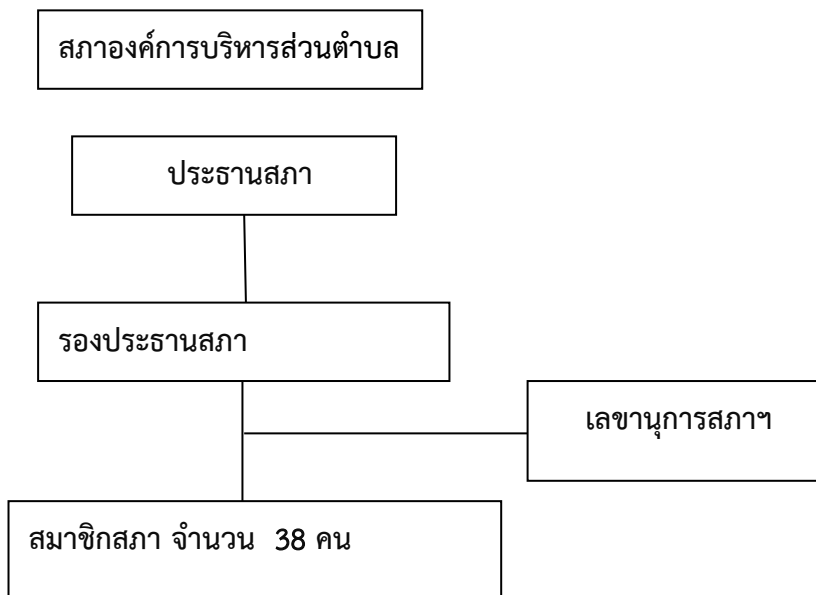 สภาองค์การบริหารส่วนตำบล
ประธานสภา
รองประธานสภา
เลขานุการสภาฯ
สมาชิกสภา จำนวน  38 คน